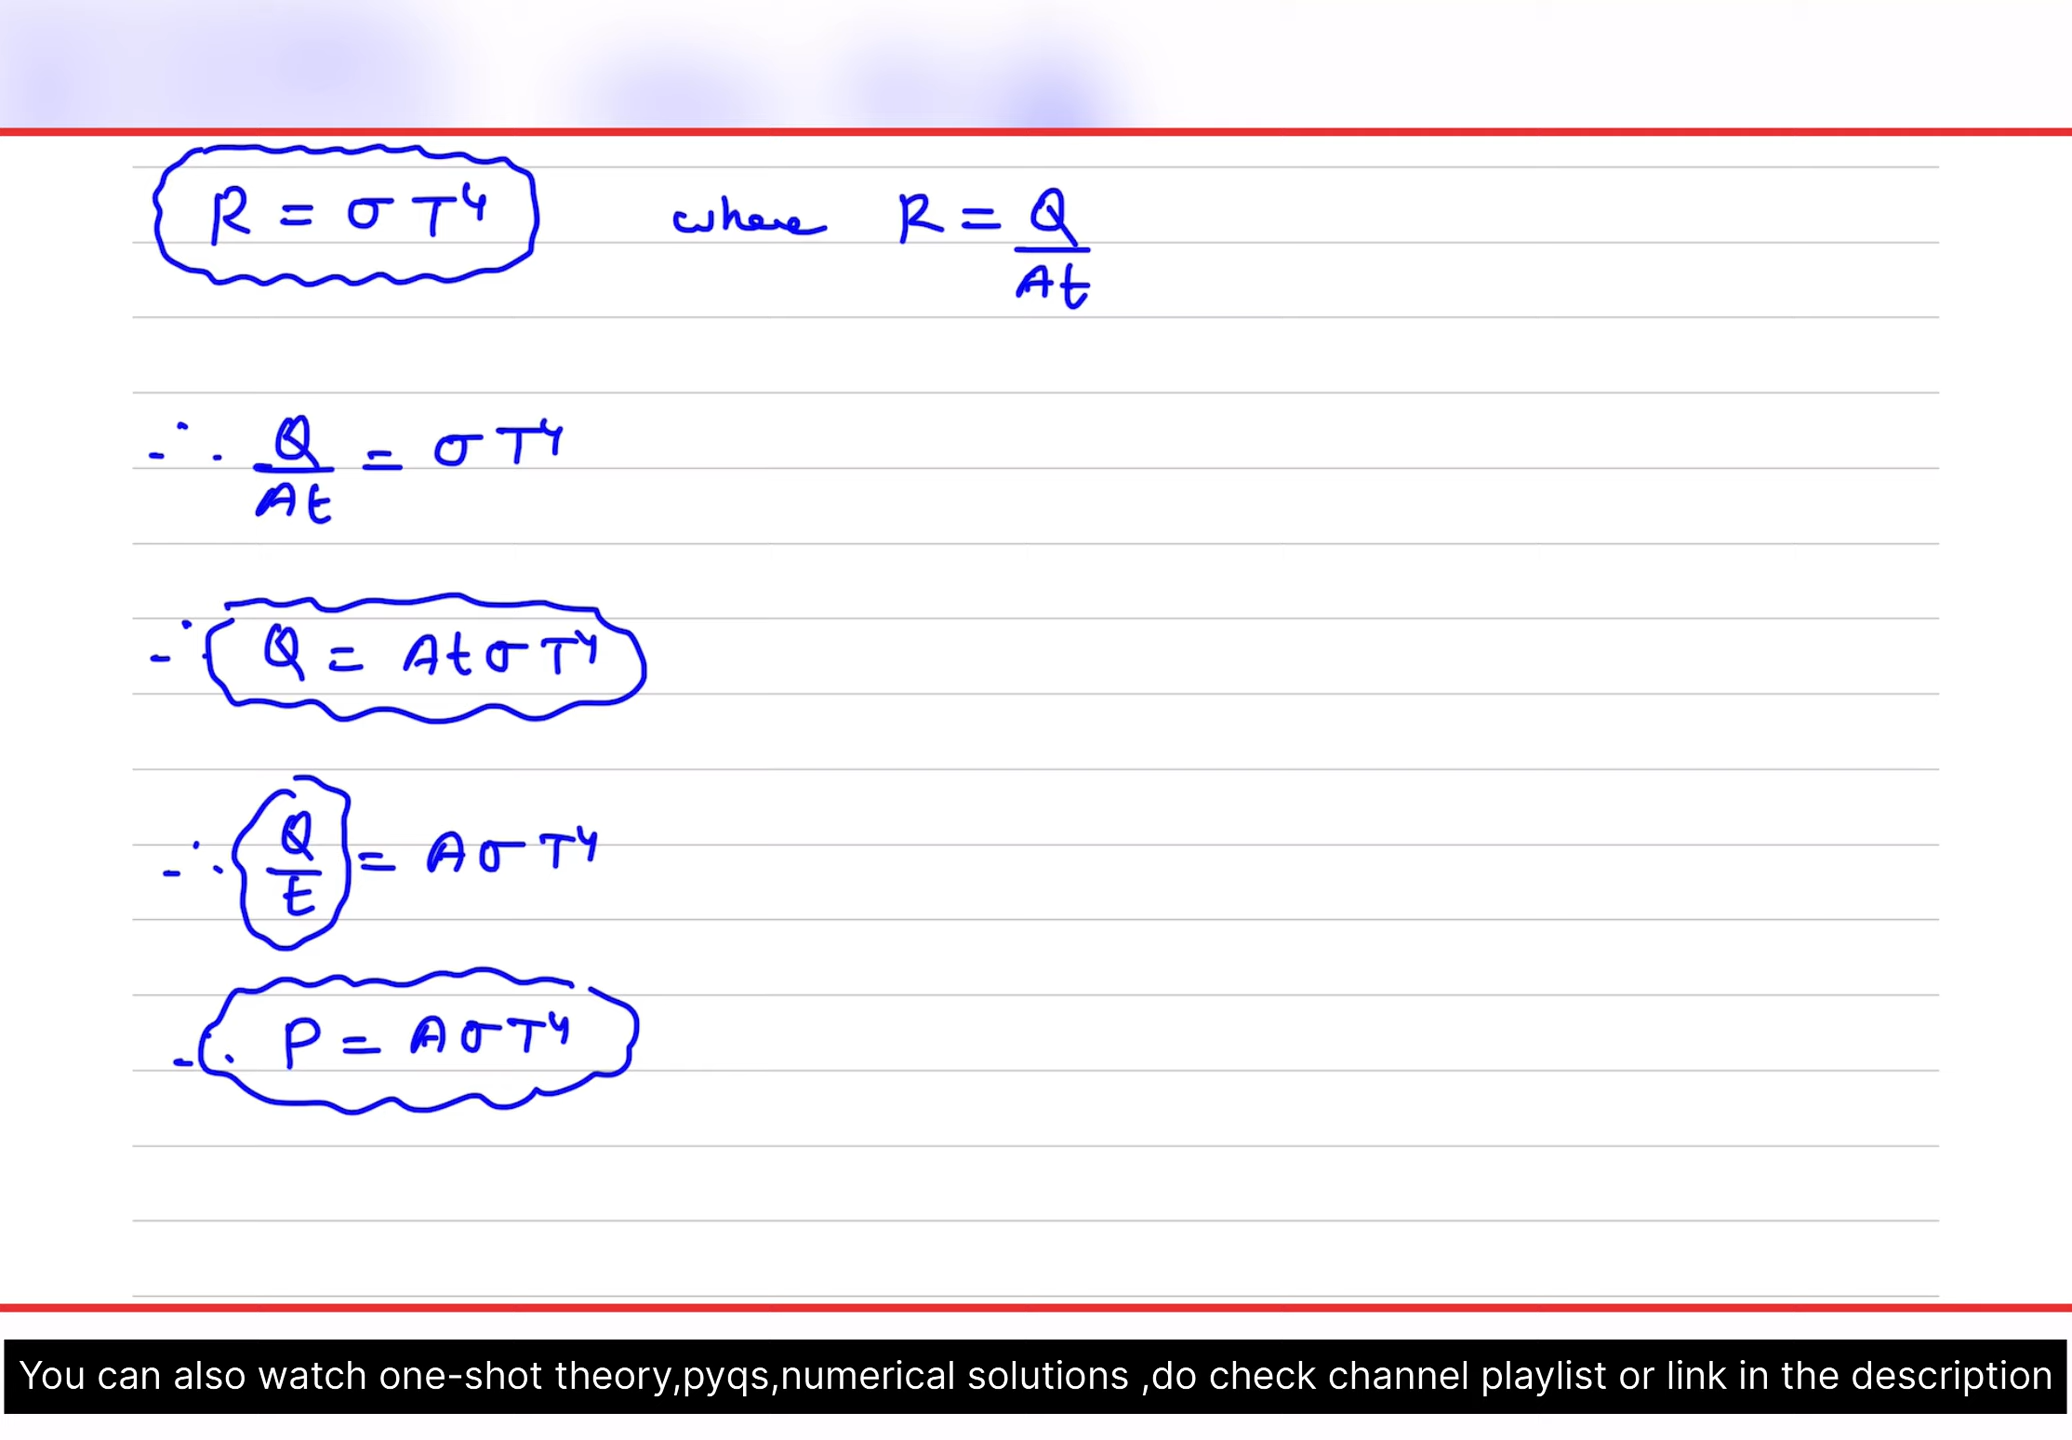 R = σT⁴ where R = Q/At
∴ Q/At = σT⁴
∴ Q = AtσT⁴
∴ Q/t = AσT⁴
∴ P = AσT⁴
You can also watch one-shot theory,pyqs,numerical solutions ,do check channel playlist or link in the description